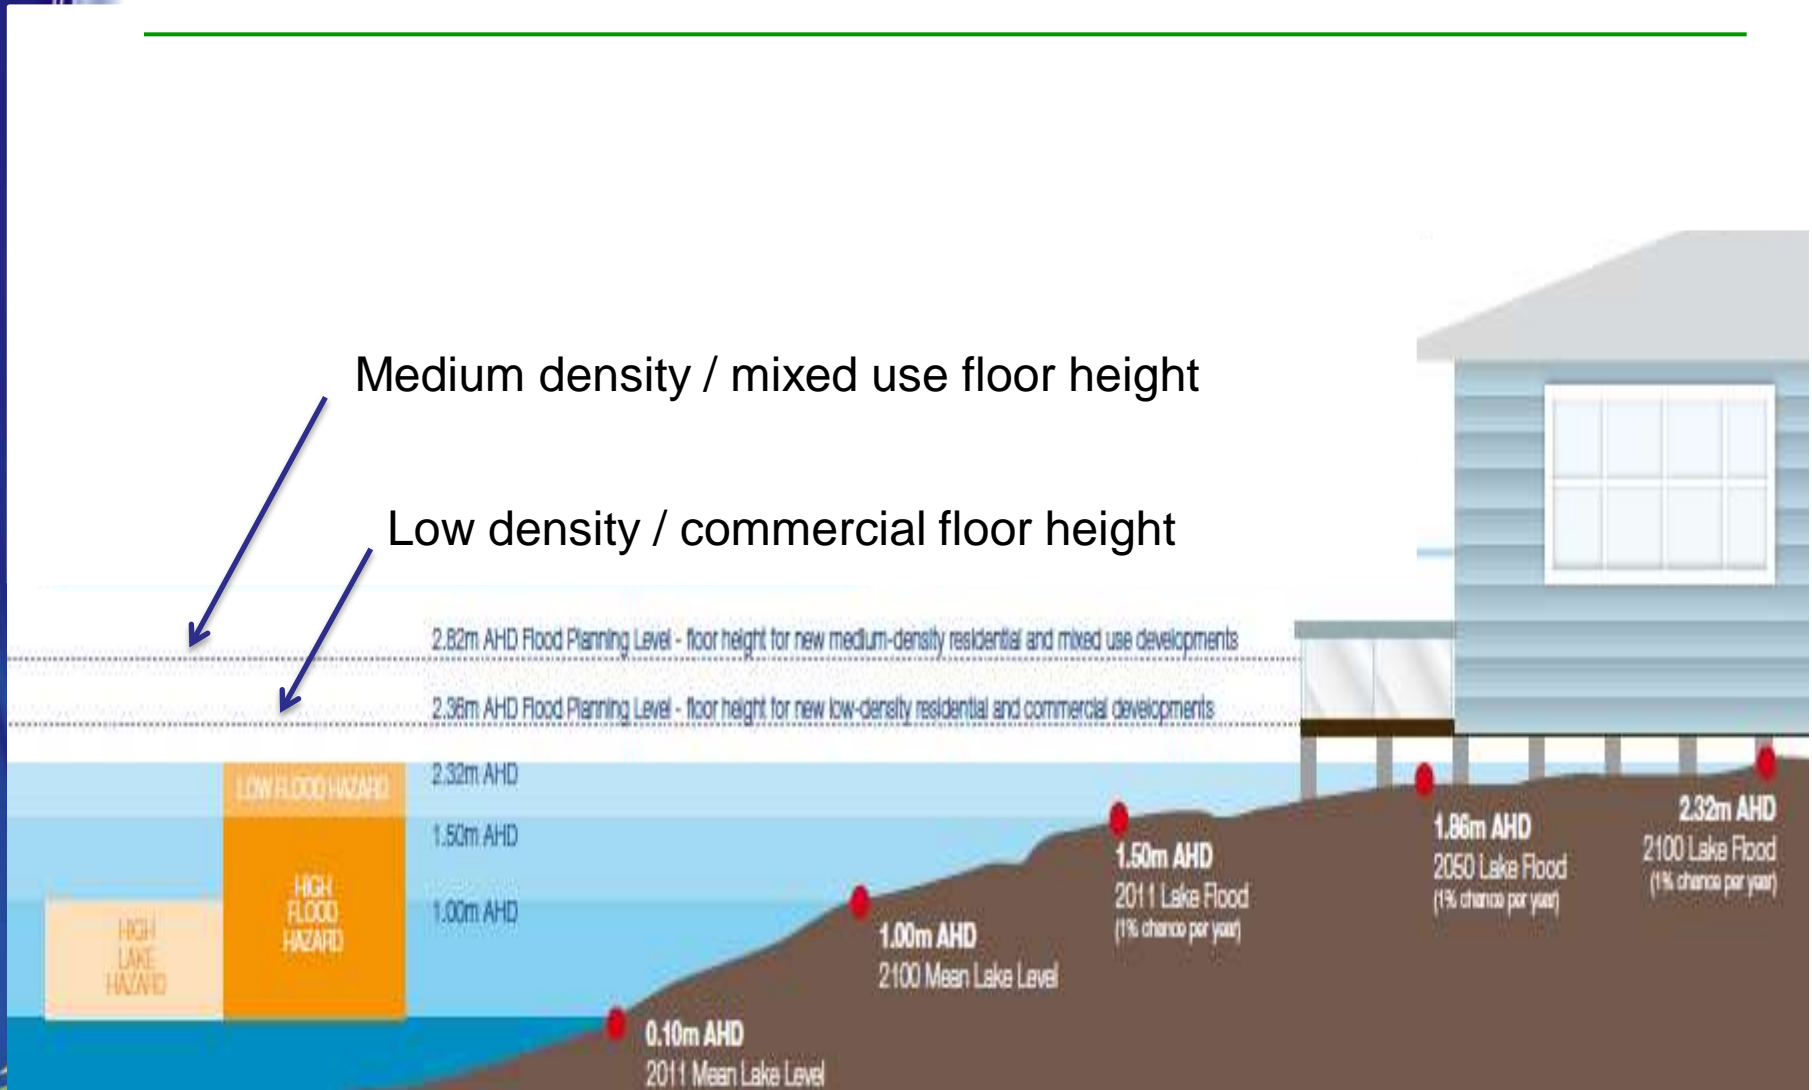 Medium density / mixed use floor height
Low density / commercial floor height
2.82m AHD Flood Planning Level - floor height for new medium-density residential and mixed use developments
2.36m AHD Flood Planning Level - floor height for new low-density residential and commercial developments
LOW FLOOD HAZARD
2.32m AHD
1.50m AHD
HIGH
FLOOD
HAZARD
1.00m AHD
HIGH
LAKE
HAZARD
0.10m AHD
2011 Mean Lake Level
1.00m AHD
2100 Mean Lake Level
1.50m AHD
2011 Lake Flood
(1% chance per year)
1.86m AHD
2050 Lake Flood
(1% chance per year)
2.32m AHD
2100 Lake Flood
(1% chance per year)